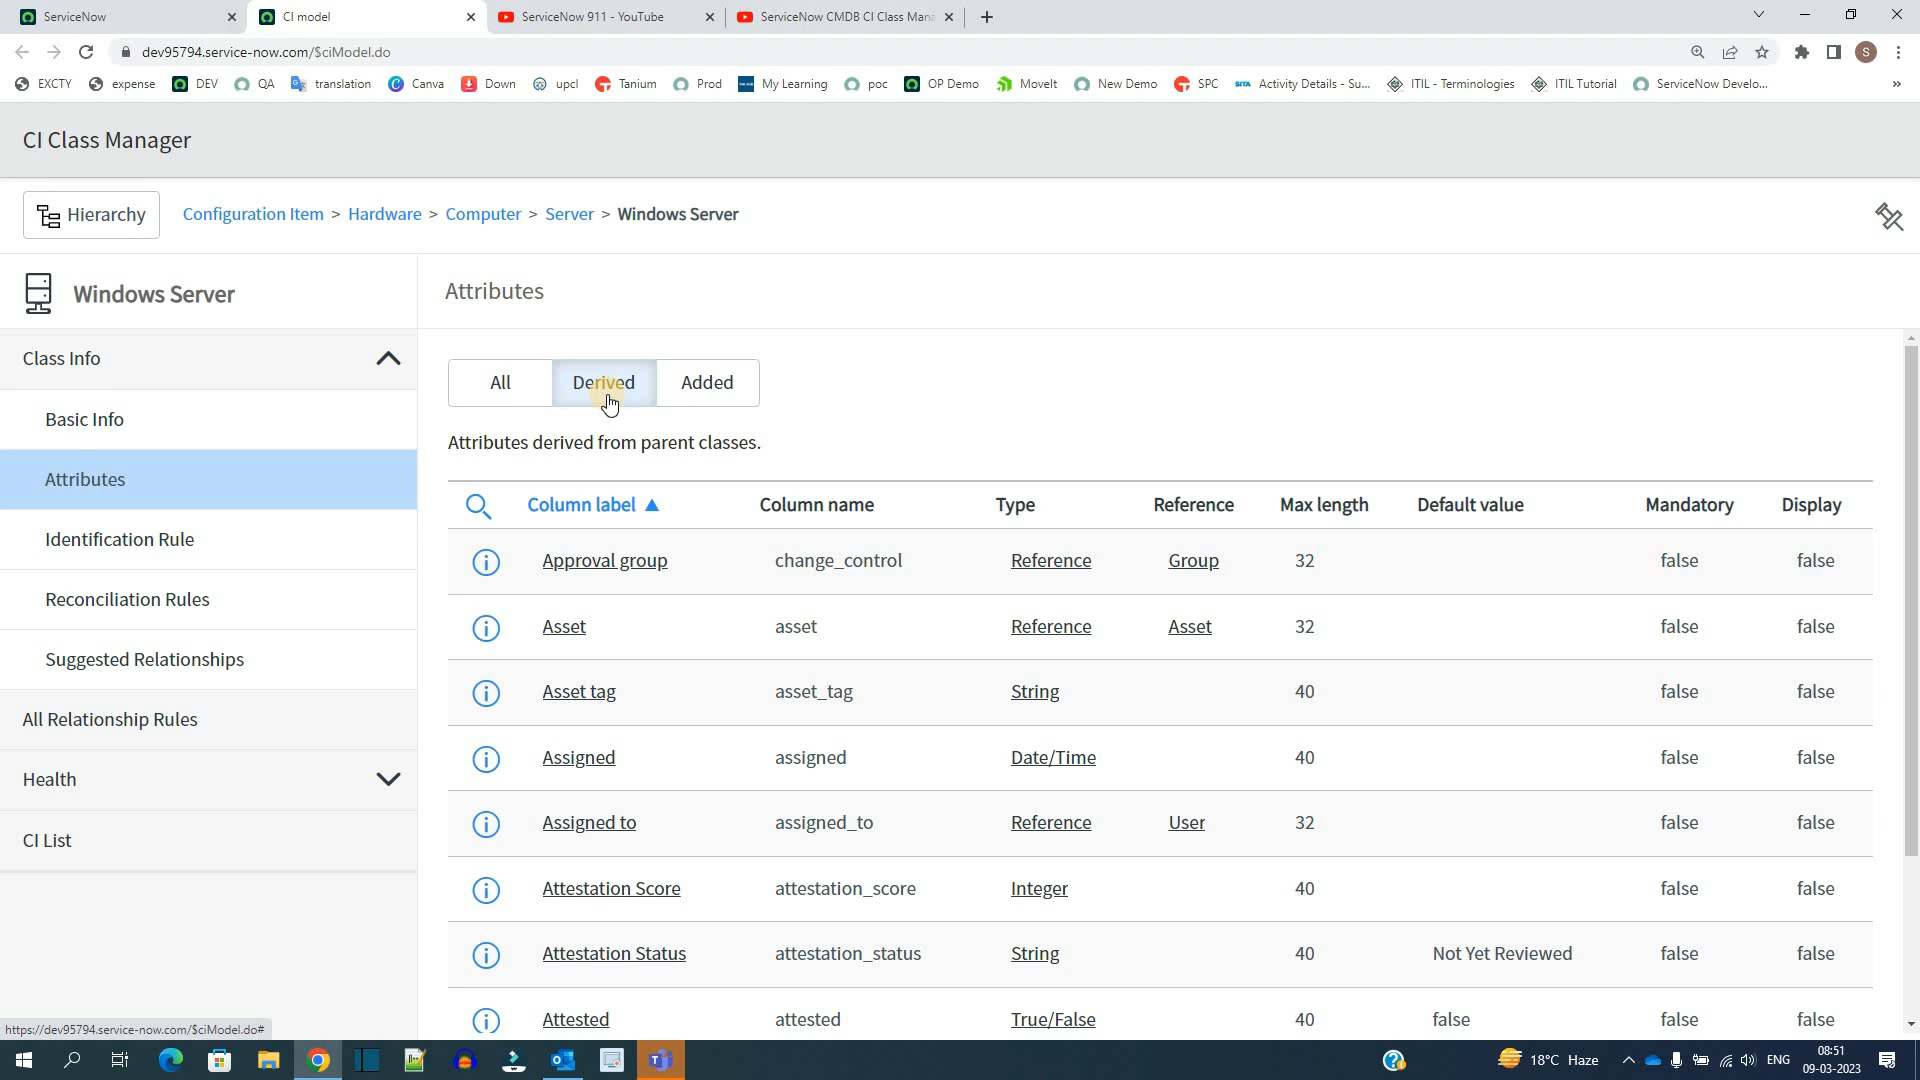 ServiceNow
CI model
ServiceNow 911 - YouTube
ServiceNow CMDB CI Class Mana
dev95794.service-now.com/$ciModel.do
S
EXCTY
expense
DEV
QA
translation
Canva
Down
upcl
Tanium
Prod
My Learning
poc
OP Demo
MoveIt
New Demo
SPC
SITA
Activity Details - Su...
ITIL - Terminologies
ITIL Tutorial
ServiceNow Develo...
»
CI Class Manager
Hierarchy
Configuration Item > Hardware > Computer > Server > Windows Server
Windows Server
Attributes
Class Info
Basic Info
Attributes
Identification Rule
Reconciliation Rules
Suggested Relationships
All Relationship Rules
Health
CI List
All
Derived
Added
Attributes derived from parent classes.
Column label ▲ Column name Type Reference Max length Default value Mandatory Display
Approval group change_control Reference Group 32 false false
Asset asset Reference Asset 32 false false
Asset tag asset_tag String 40 false false
Assigned assigned Date/Time 40 false false
Assigned to assigned_to Reference User 32 false false
Attestation Score attestation_score Integer 40 false false
Attestation Status attestation_status String 40 Not Yet Reviewed false false
Attested attested True/False 40 false false false
https://dev95794.service-now.com/$ciModel.do#
18°C Haze
ENG
08:51
09-03-2023